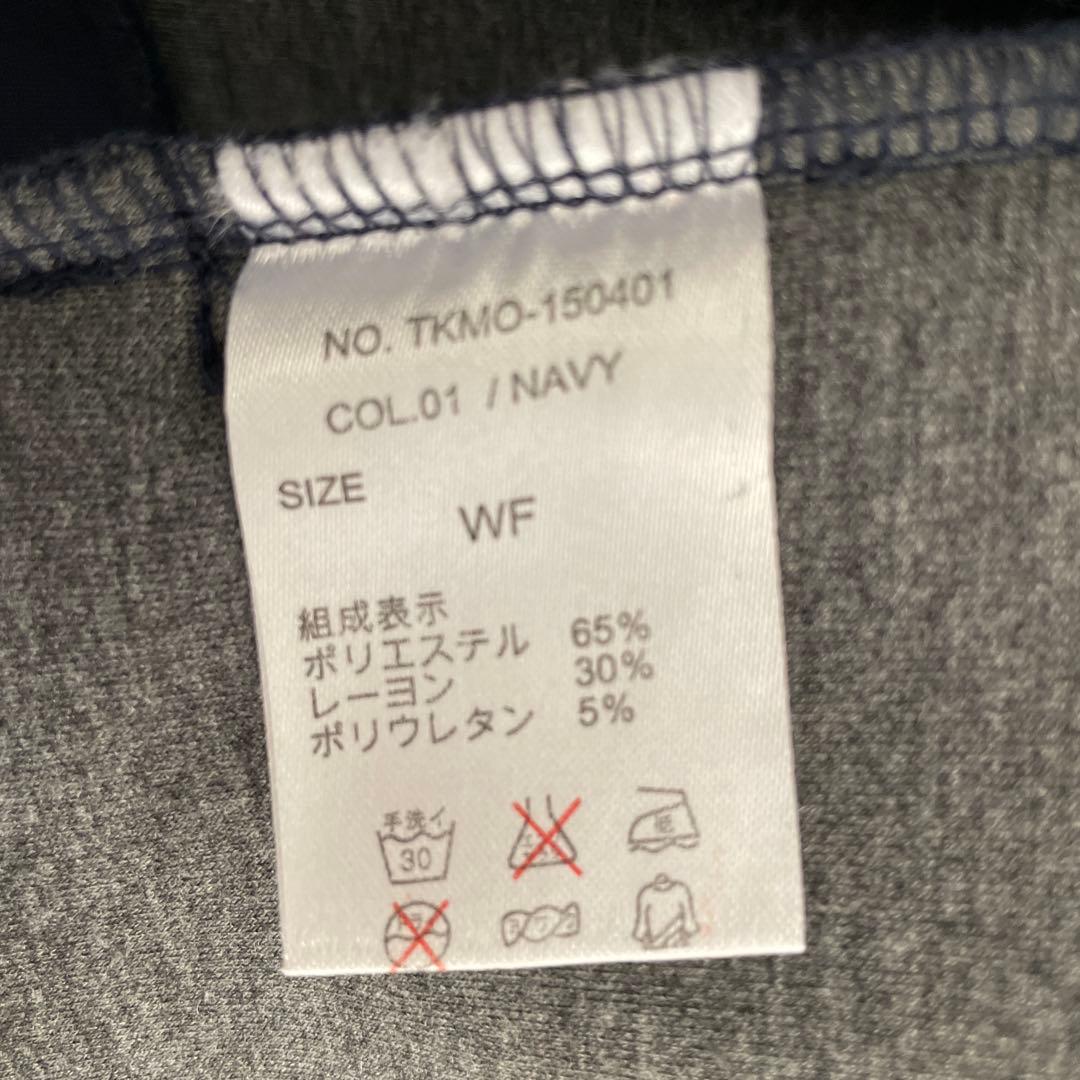 NO. TKMO-150401
COL.01 / NAVY
SIZE
WF
組成表示
ポリエステル 65%
レーヨン 30%
ポリウレタン 5%
手洗イ
30
低